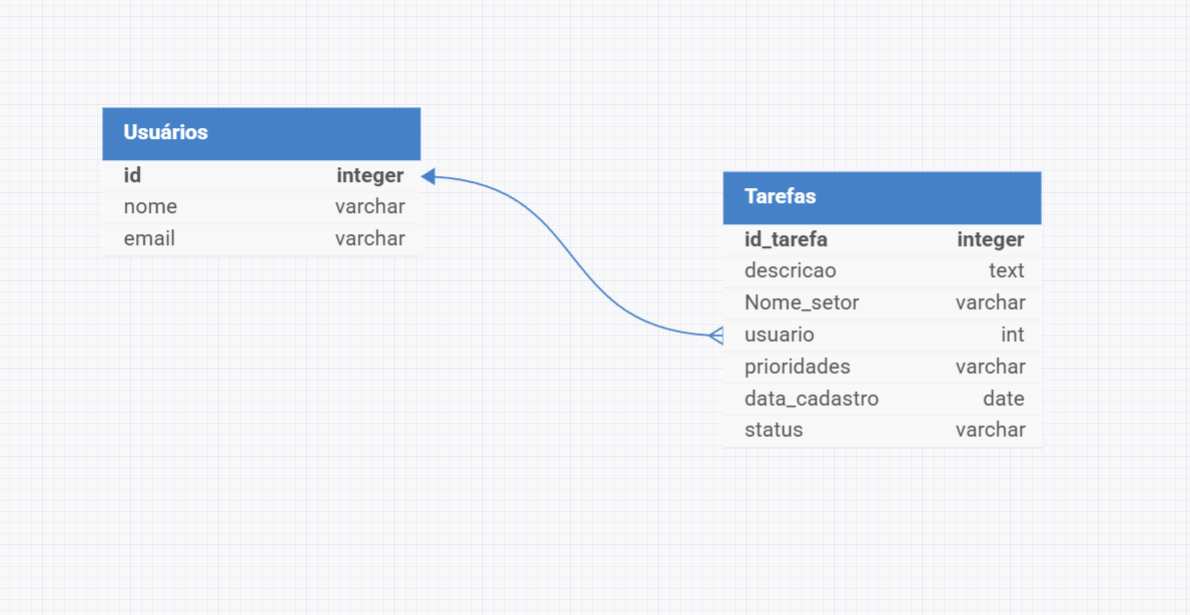 Usuários
id integer
nome varchar
email varchar
Tarefas
id_tarefa integer
descricao text
Nome_setor varchar
usuario int
prioridades varchar
data_cadastro date
status varchar